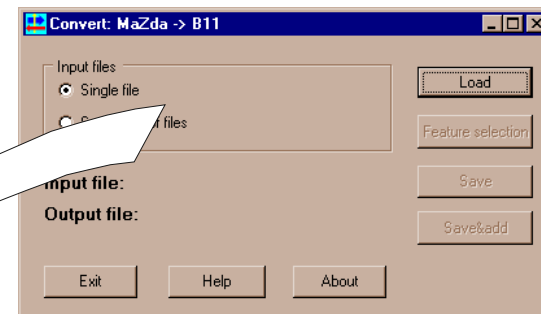 Convert: MaZda -> B11
Input files
Single file
files
Load
Feature selection
Input file:
Save
Output file:
Save&add
Exit
Help
About